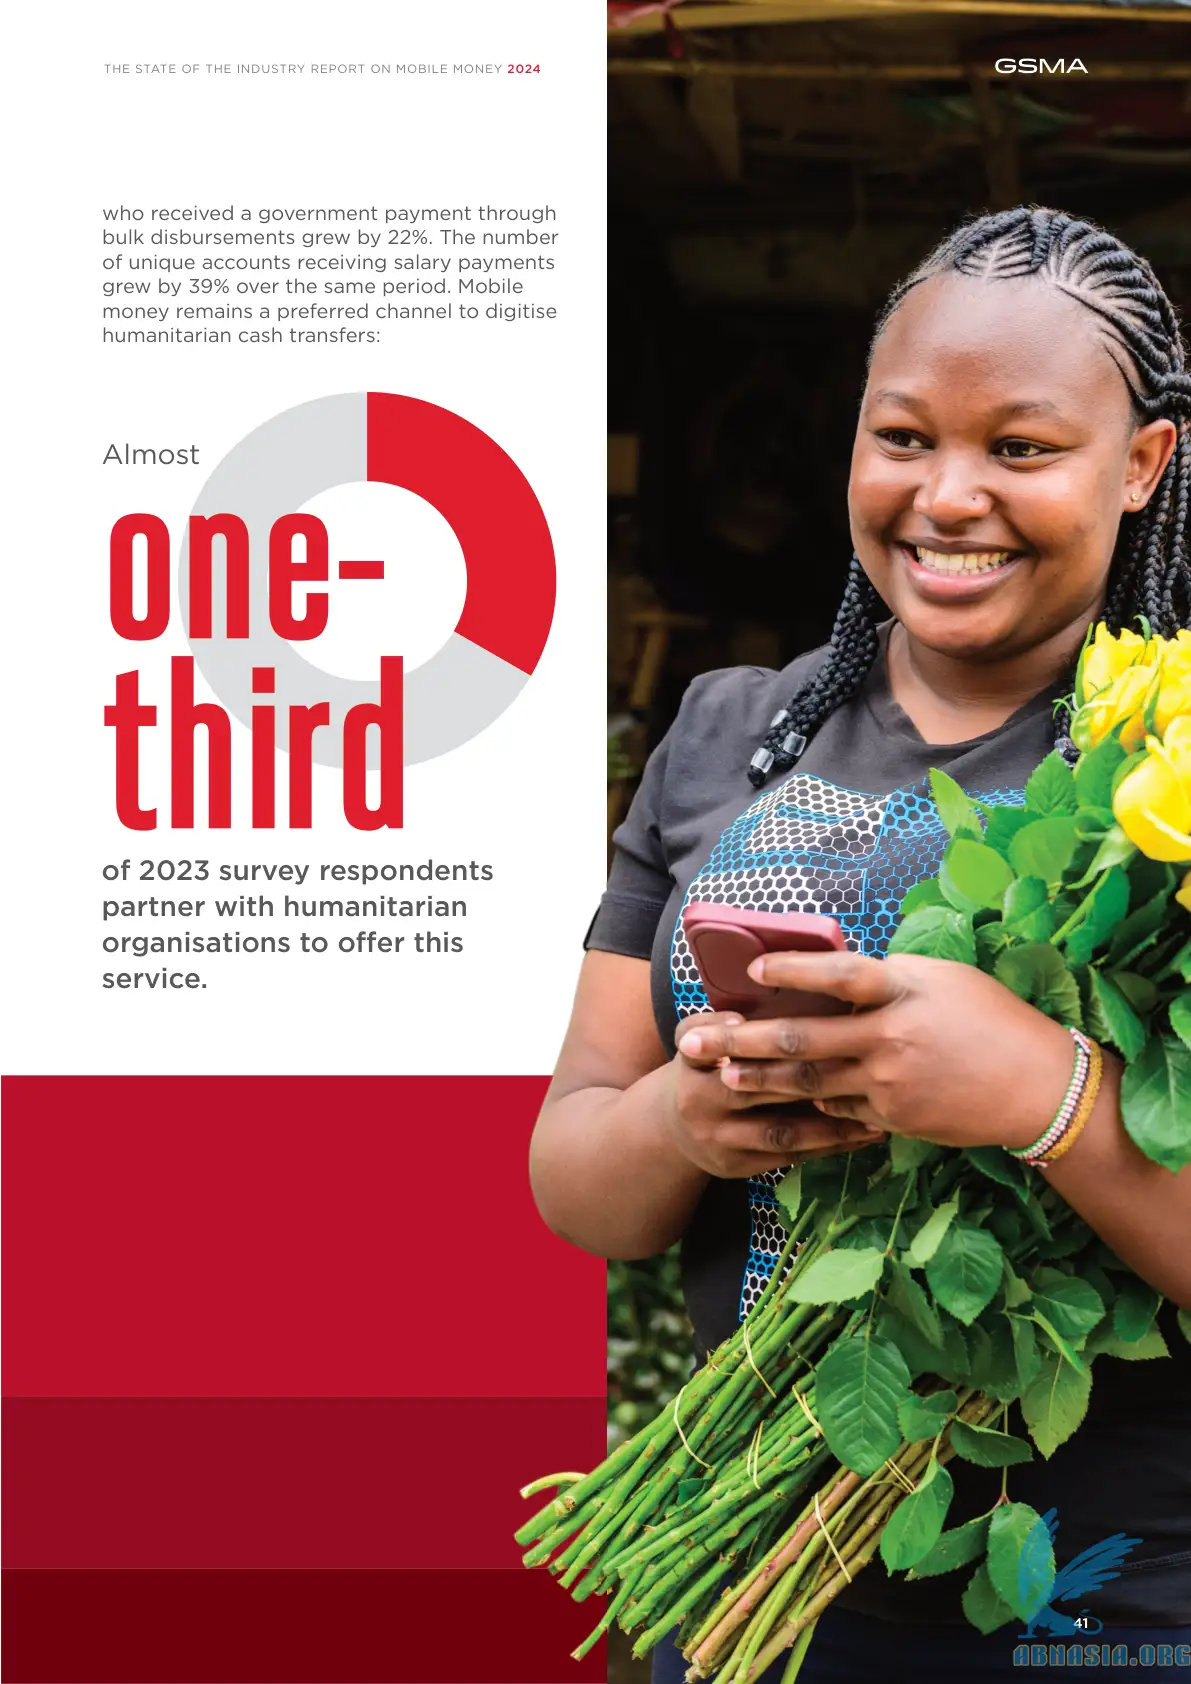 THE STATE OF THE INDUSTRY REPORT ON MOBILE MONEY 2024
GSMA
who received a government payment through
bulk disbursements grew by 22%. The number
of unique accounts receiving salary payments
grew by 39% over the same period. Mobile
money remains a preferred channel to digitise
humanitarian cash transfers:
Almost
one-
third
of 2023 survey respondents
partner with humanitarian
organisations to offer this
service.
41
ABNASIA.ORG